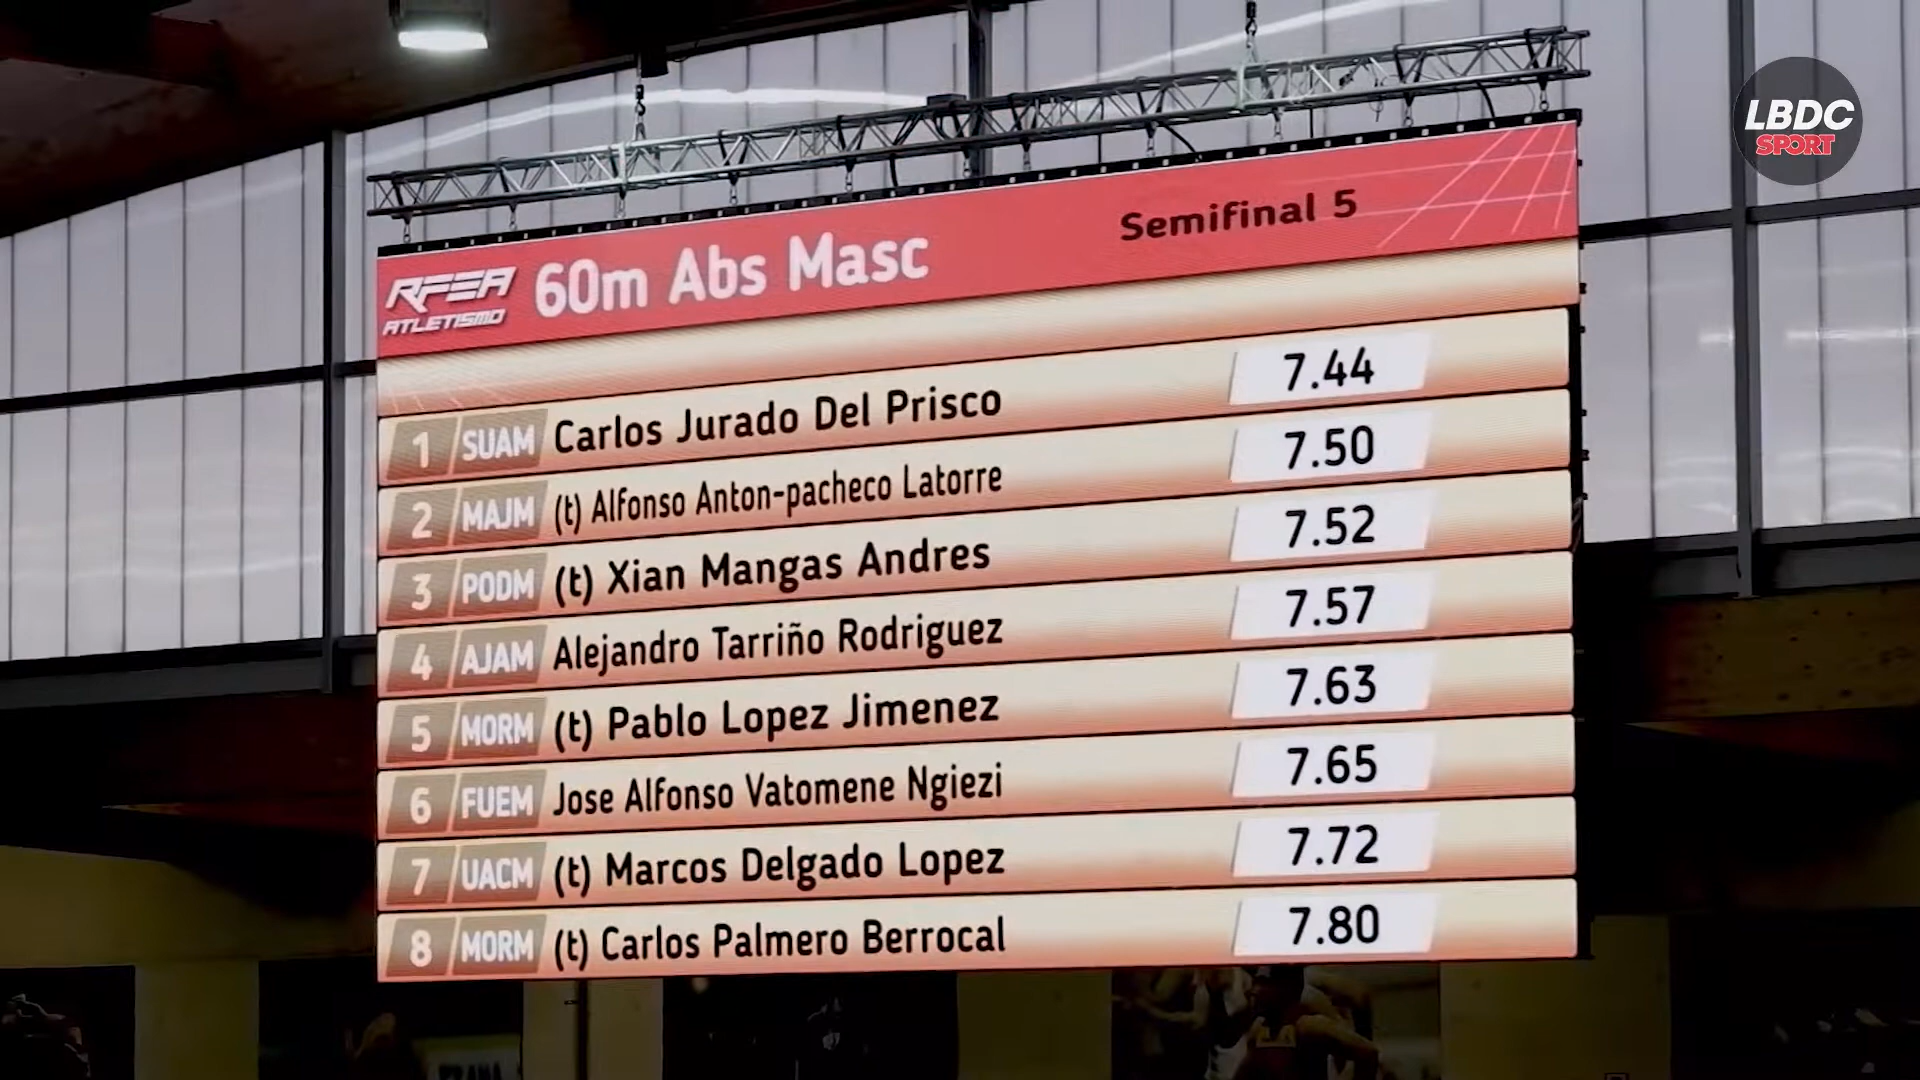 LBDC
SPORT
RFEA
ATLETISMO
60m Abs Masc
Semifinal 5
1 SUAM Carlos Jurado Del Prisco 7.44
2 MAJM (t) Alfonso Anton-pacheco Latorre 7.50
3 PODM (t) Xian Mangas Andres 7.52
4 AJAM Alejandro Tarriño Rodriguez 7.57
5 MORM (t) Pablo Lopez Jimenez 7.63
6 FUEM Jose Alfonso Vatomene Ngiezi 7.65
7 UACM (t) Marcos Delgado Lopez 7.72
8 MORM (t) Carlos Palmero Berrocal 7.80